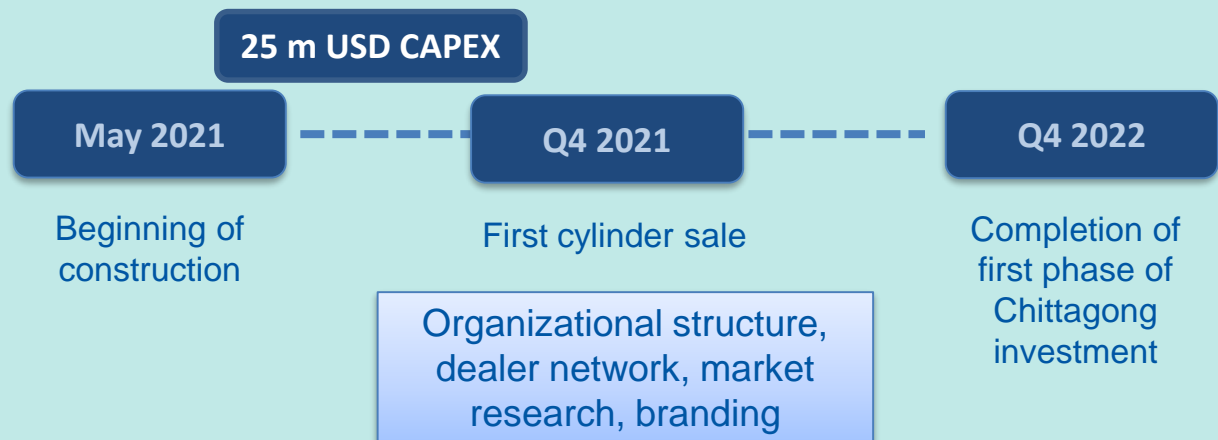 25 m USD CAPEX
May 2021
Q4 2021
Q4 2022
Beginning of
construction
First cylinder sale
Completion of
first phase of
Chittagong
investment
Organizational structure,
dealer network, market
research, branding